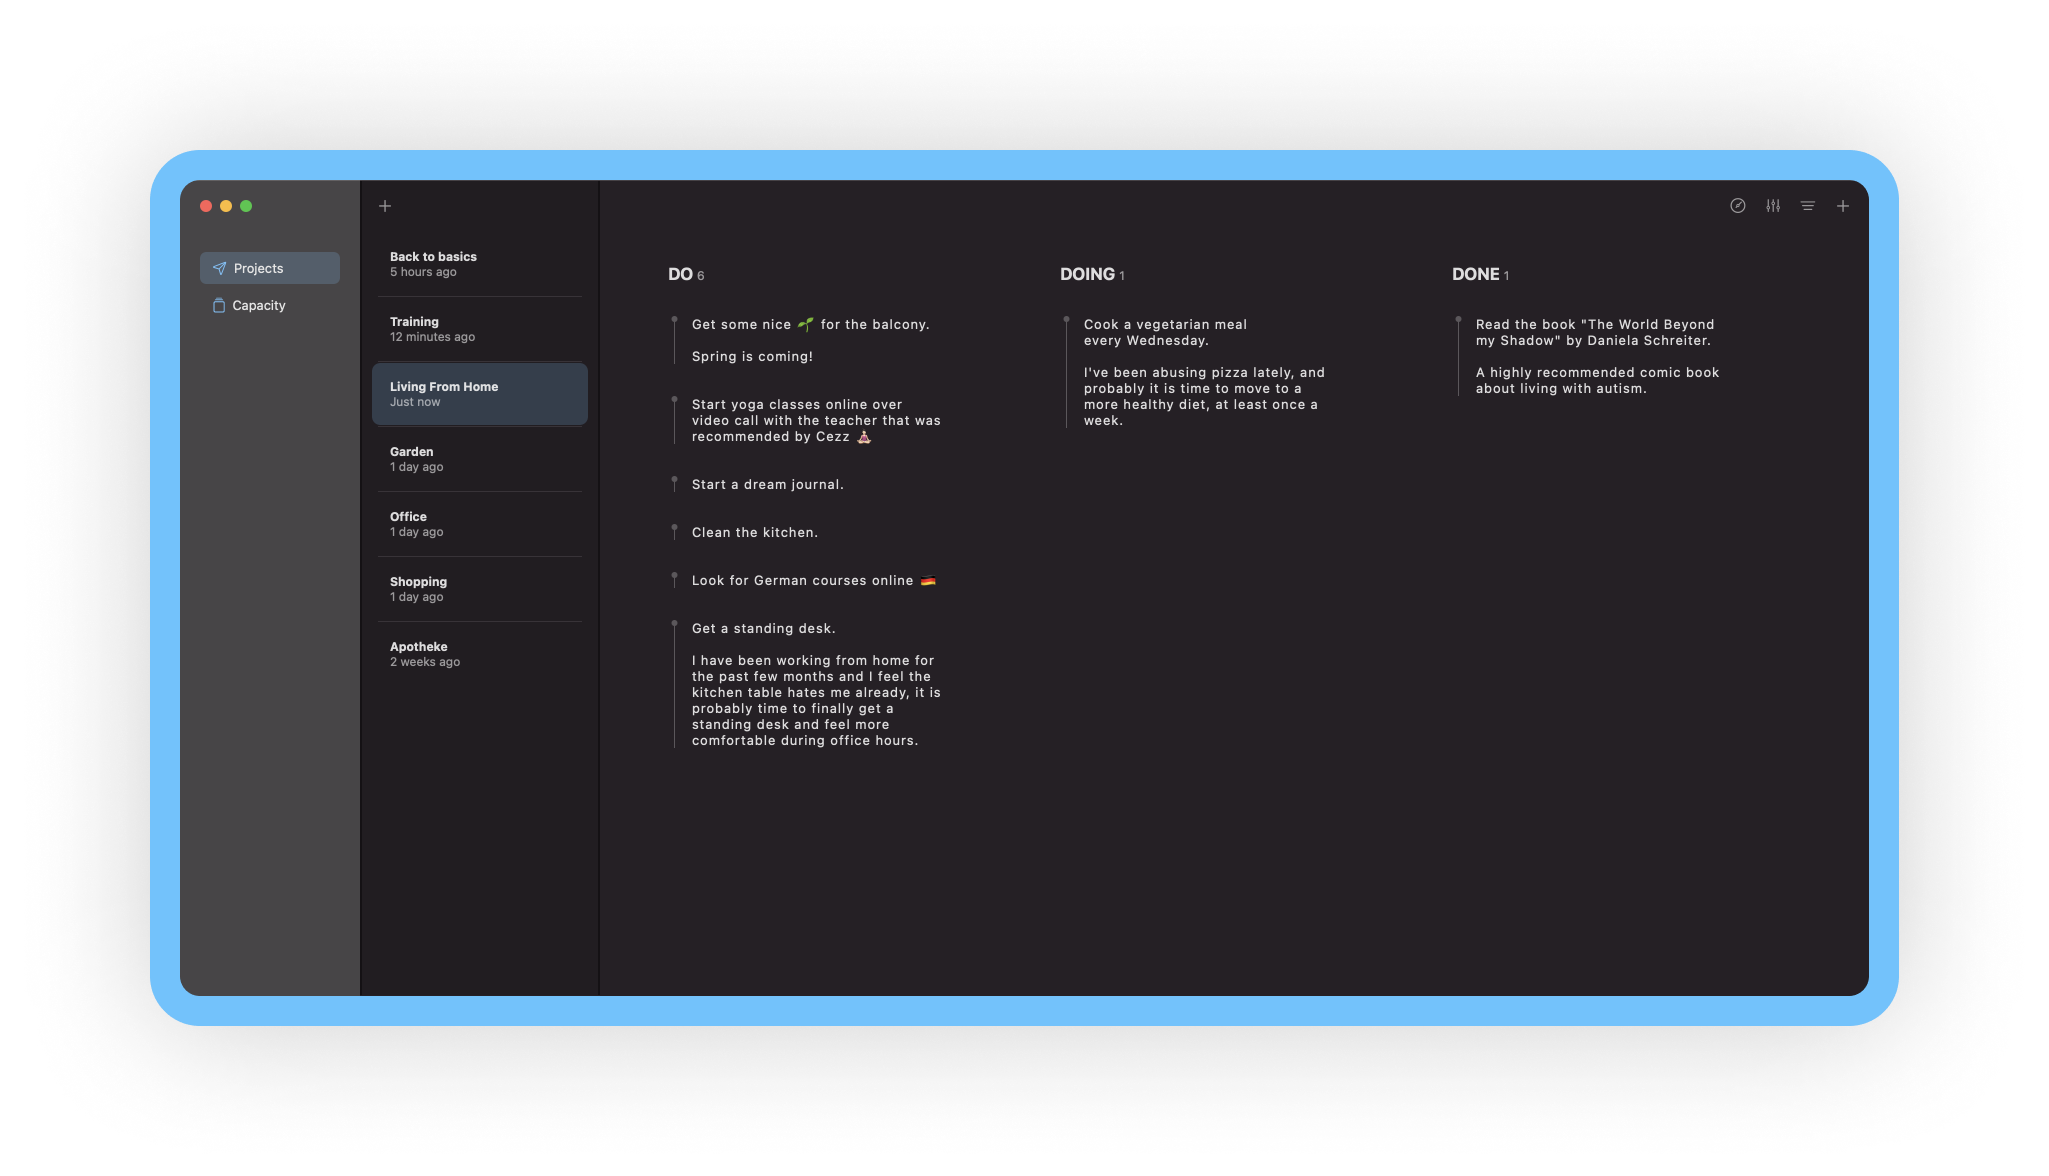 Projects
Capacity
Back to basics
5 hours ago
Training
12 minutes ago
Living From Home
Just now
Garden
1 day ago
Office
1 day ago
Shopping
1 day ago
Apotheke
2 weeks ago
DO 6
Get some nice 🌱 for the balcony.
Spring is coming!
Start yoga classes online over
video call with the teacher that was
recommended by Cezz 🧘🏻‍♀️
Start a dream journal.
Clean the kitchen.
Look for German courses online 🇩🇪
Get a standing desk.
I have been working from home for
the past few months and I feel the
kitchen table hates me already, it is
probably time to finally get a
standing desk and feel more
comfortable during office hours.
DOING 1
Cook a vegetarian meal
every Wednesday.
I've been abusing pizza lately, and
probably it is time to move to a
more healthy diet, at least once a
week.
DONE 1
Read the book "The World Beyond
my Shadow" by Daniela Schreiter.
A highly recommended comic book
about living with autism.